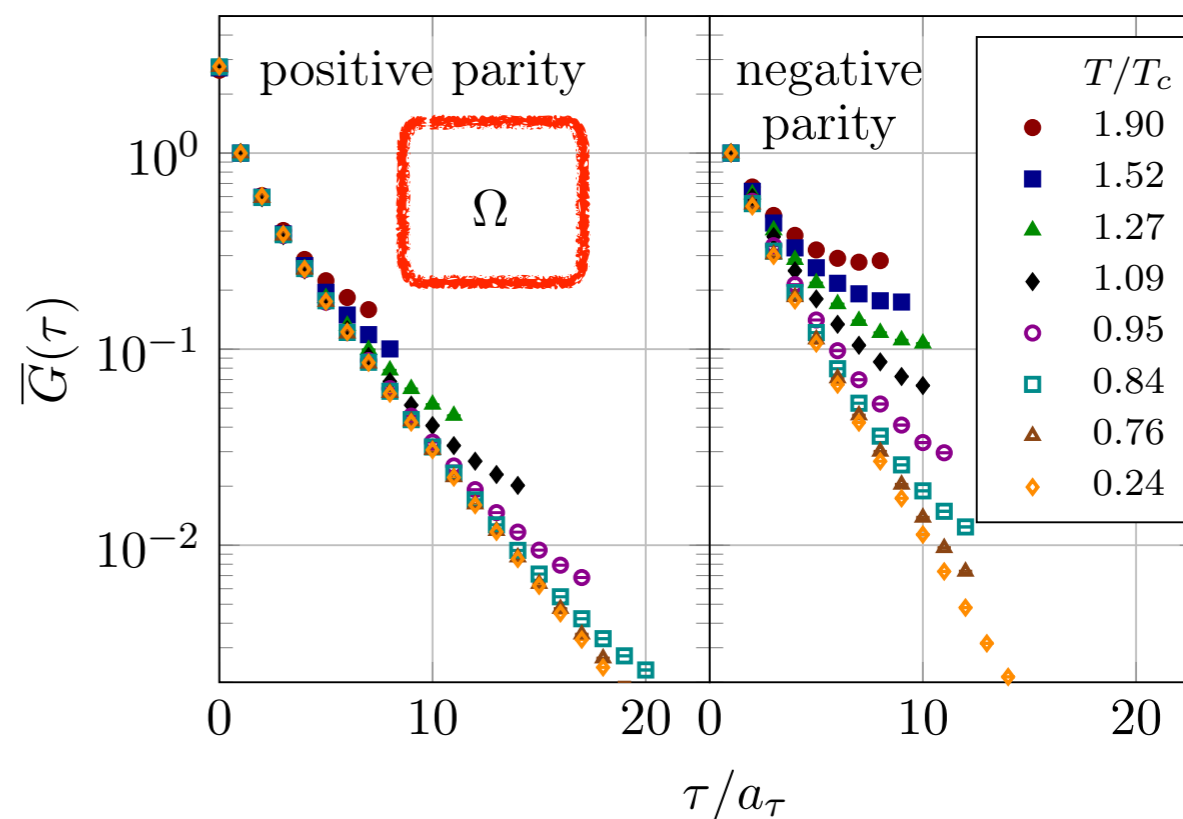 positive parity
negative
parity
Ω
T/T_c
1.90
1.52
1.27
1.09
0.95
0.84
0.76
0.24
10^0
10^{-1}
10^{-2}
\overline{G}(τ)
0 10 20 0 10 20
τ/a_τ